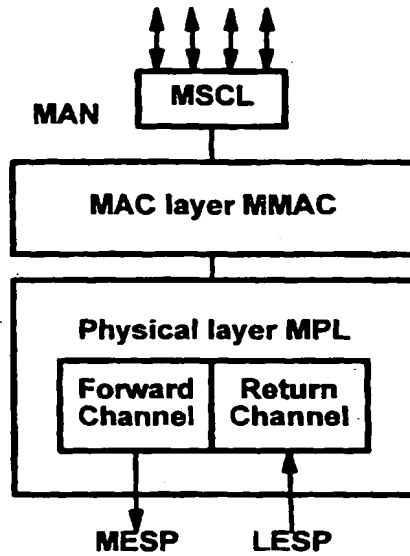 MSCL
MAN
MAC layer MMAC
Physical layer MPL
Forward Return
Channel Channel
MESP LESP